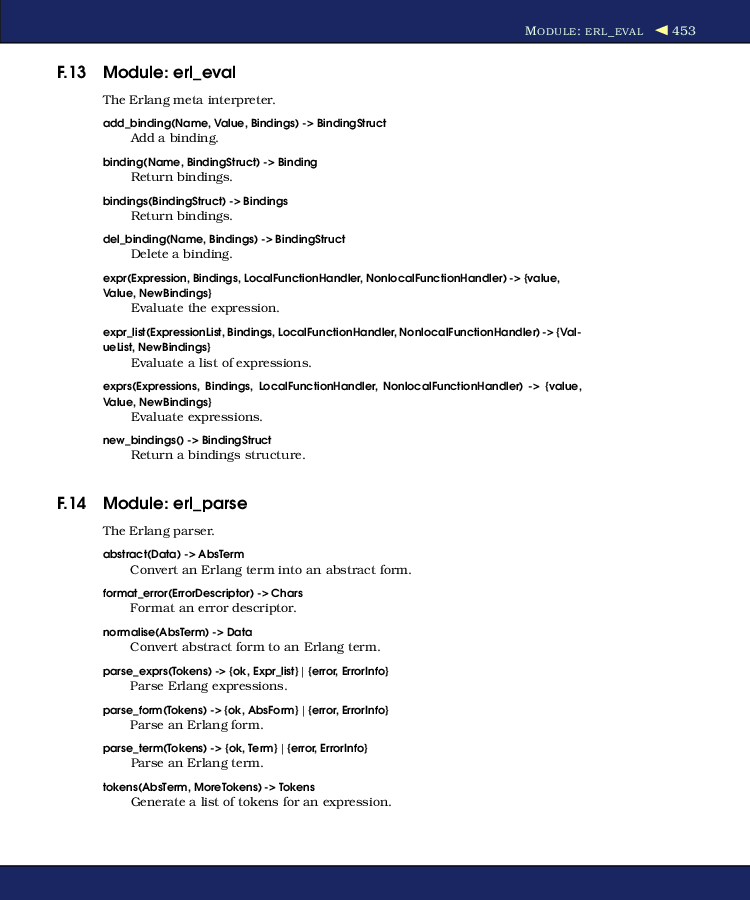 MODULE: ERL_EVAL ◀ 453
F.13 Module: erl_eval
The Erlang meta interpreter.
add_binding(Name, Value, Bindings) -> BindingStruct
Add a binding.
binding(Name, BindingStruct) -> Binding
Return bindings.
bindings(BindingStruct) -> Bindings
Return bindings.
del_binding(Name, Bindings) -> BindingStruct
Delete a binding.
expr(Expression, Bindings, LocalFunctionHandler, NonlocalFunctionHandler) -> {value,
Value, NewBindings}
Evaluate the expression.
expr_list(ExpressionList, Bindings, LocalFunctionHandler, NonlocalFunctionHandler) -> {Val-
ueList, NewBindings}
Evaluate a list of expressions.
exprs(Expressions, Bindings, LocalFunctionHandler, NonlocalFunctionHandler) -> {value,
Value, NewBindings}
Evaluate expressions.
new_bindings() -> BindingStruct
Return a bindings structure.
F.14 Module: erl_parse
The Erlang parser.
abstract(Data) -> AbsTerm
Convert an Erlang term into an abstract form.
format_error(ErrorDescriptor) -> Chars
Format an error descriptor.
normalise(AbsTerm) -> Data
Convert abstract form to an Erlang term.
parse_exprs(Tokens) -> {ok, Expr_list} | {error, ErrorInfo}
Parse Erlang expressions.
parse_form(Tokens) -> {ok, AbsForm} | {error, ErrorInfo}
Parse an Erlang form.
parse_term(Tokens) -> {ok, Term} | {error, ErrorInfo}
Parse an Erlang term.
tokens(AbsTerm, MoreTokens) -> Tokens
Generate a list of tokens for an expression.